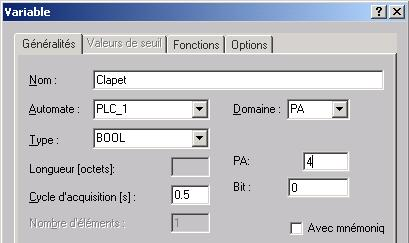 Variable
Généralités Valeurs de seuil Fonctions Options
Nom : Clapet
Automate : PLC_1 Domaine : PA
Type : BOOL
Longueur [octets]: PA: 4
Cycle d'acquisition [s] : 0.5 Bit : 0
Nombre d'éléments : 1
Avec mnémoniq